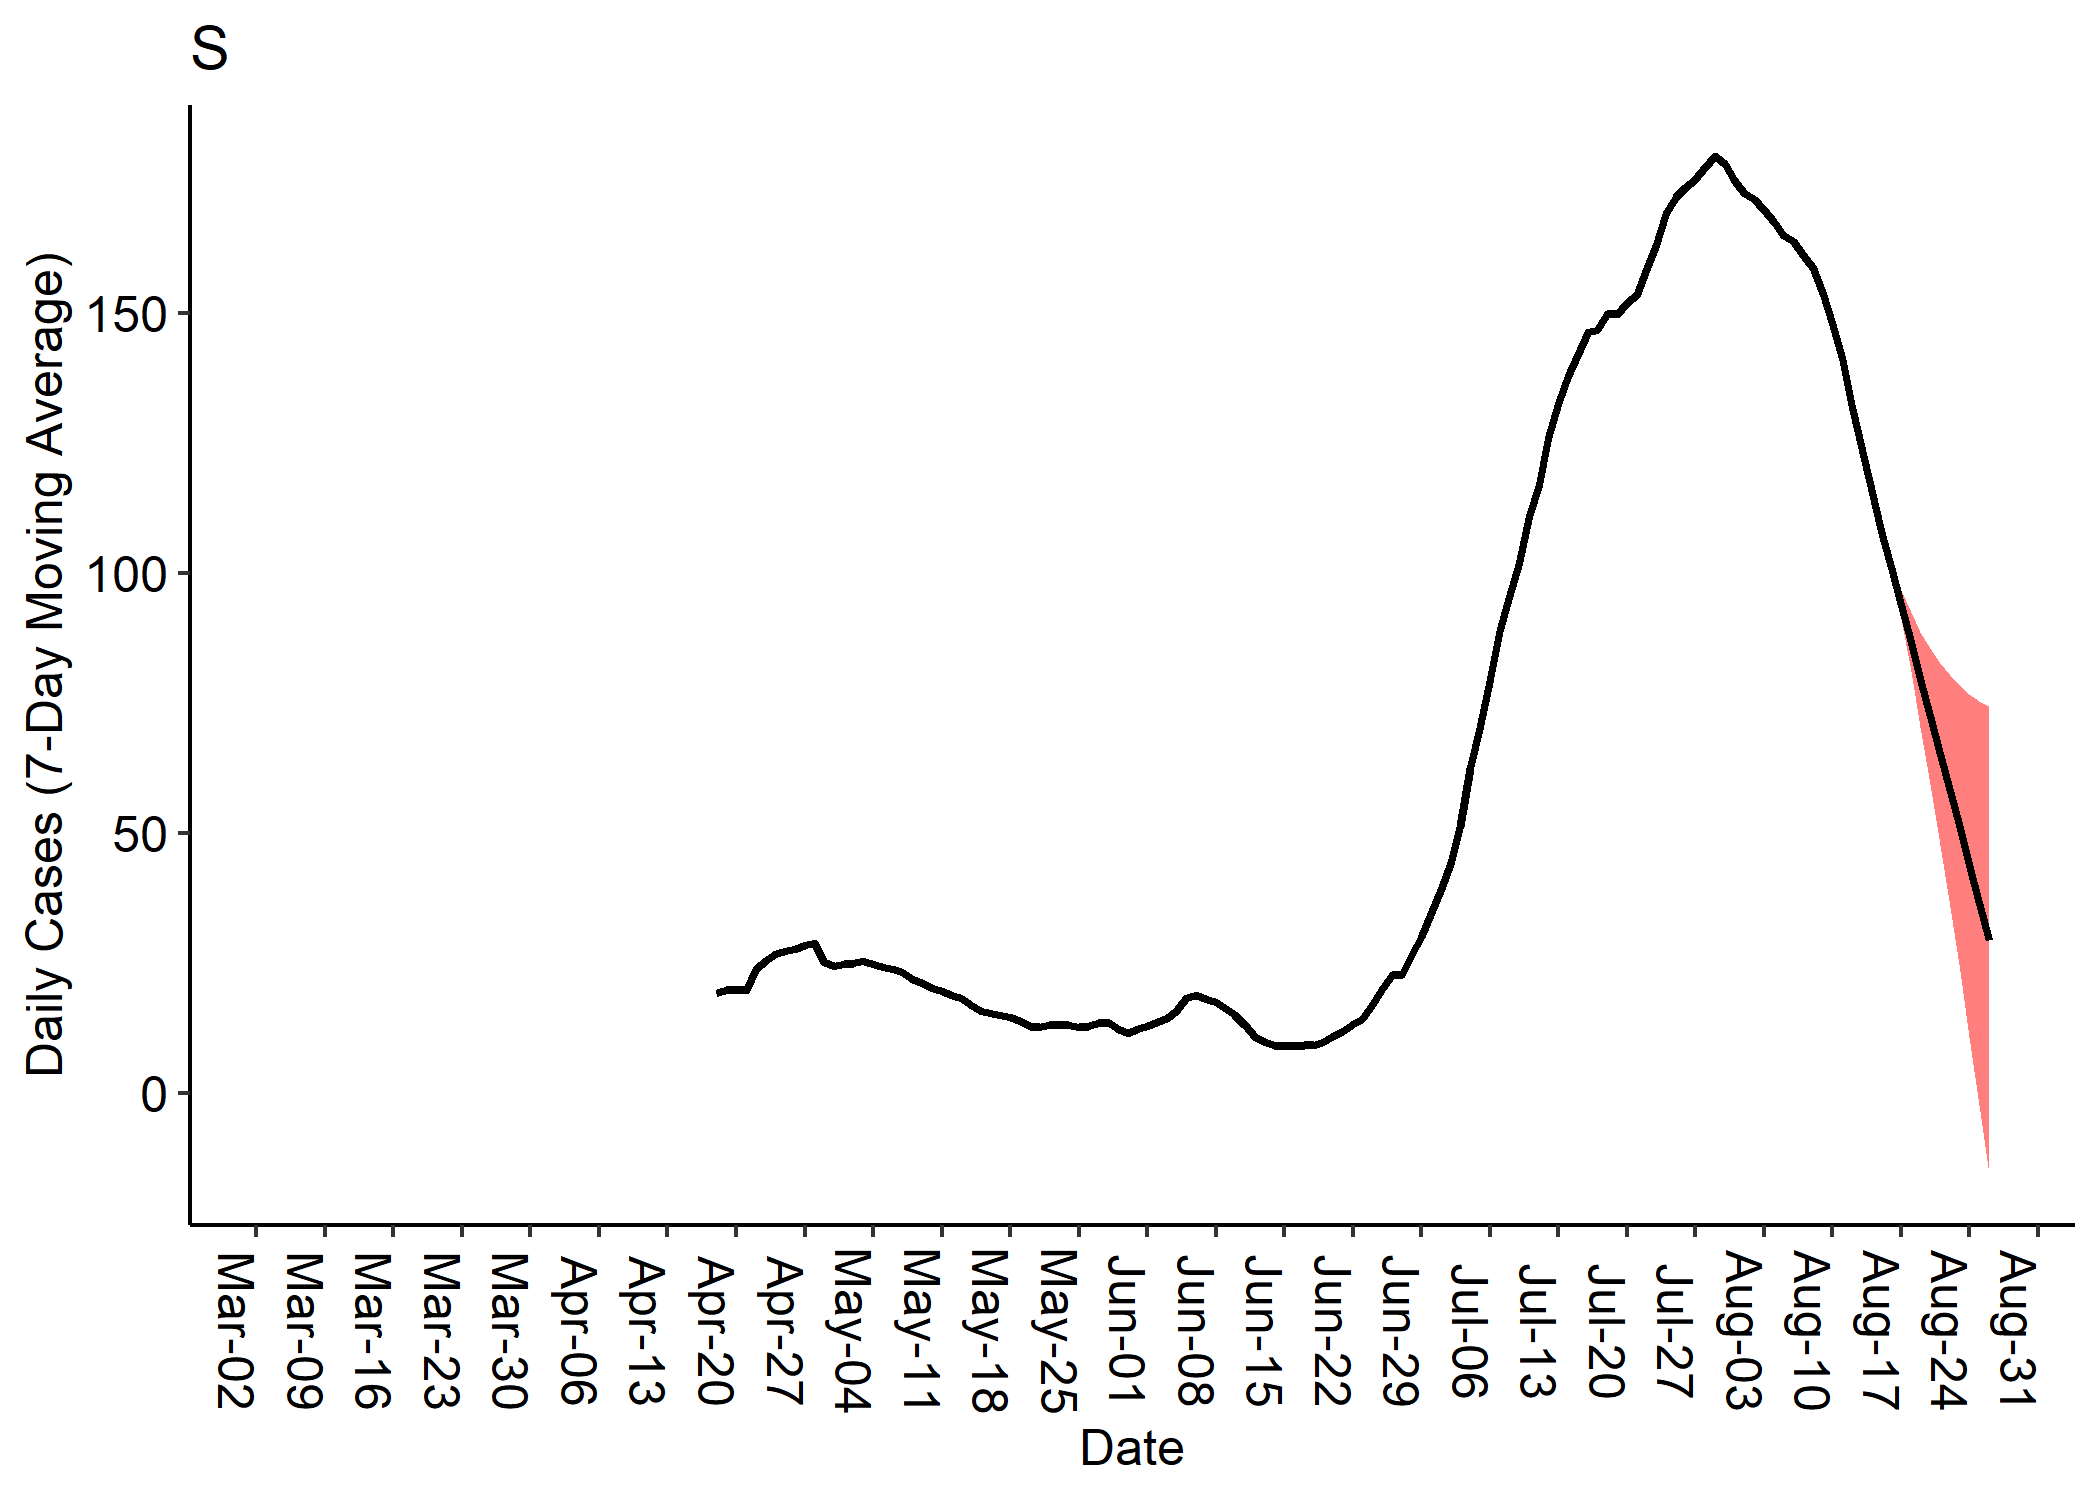 S
Daily Cases (7-Day Moving Average)
150
100
50
0
Mar-02
Mar-09
Mar-16
Mar-23
Mar-30
Apr-06
Apr-13
Apr-20
Apr-27
May-04
May-11
May-18
May-25
Jun-01
Jun-08
Jun-15
Jun-22
Jun-29
Jul-06
Jul-13
Jul-20
Jul-27
Aug-03
Aug-10
Aug-17
Aug-24
Aug-31
Date